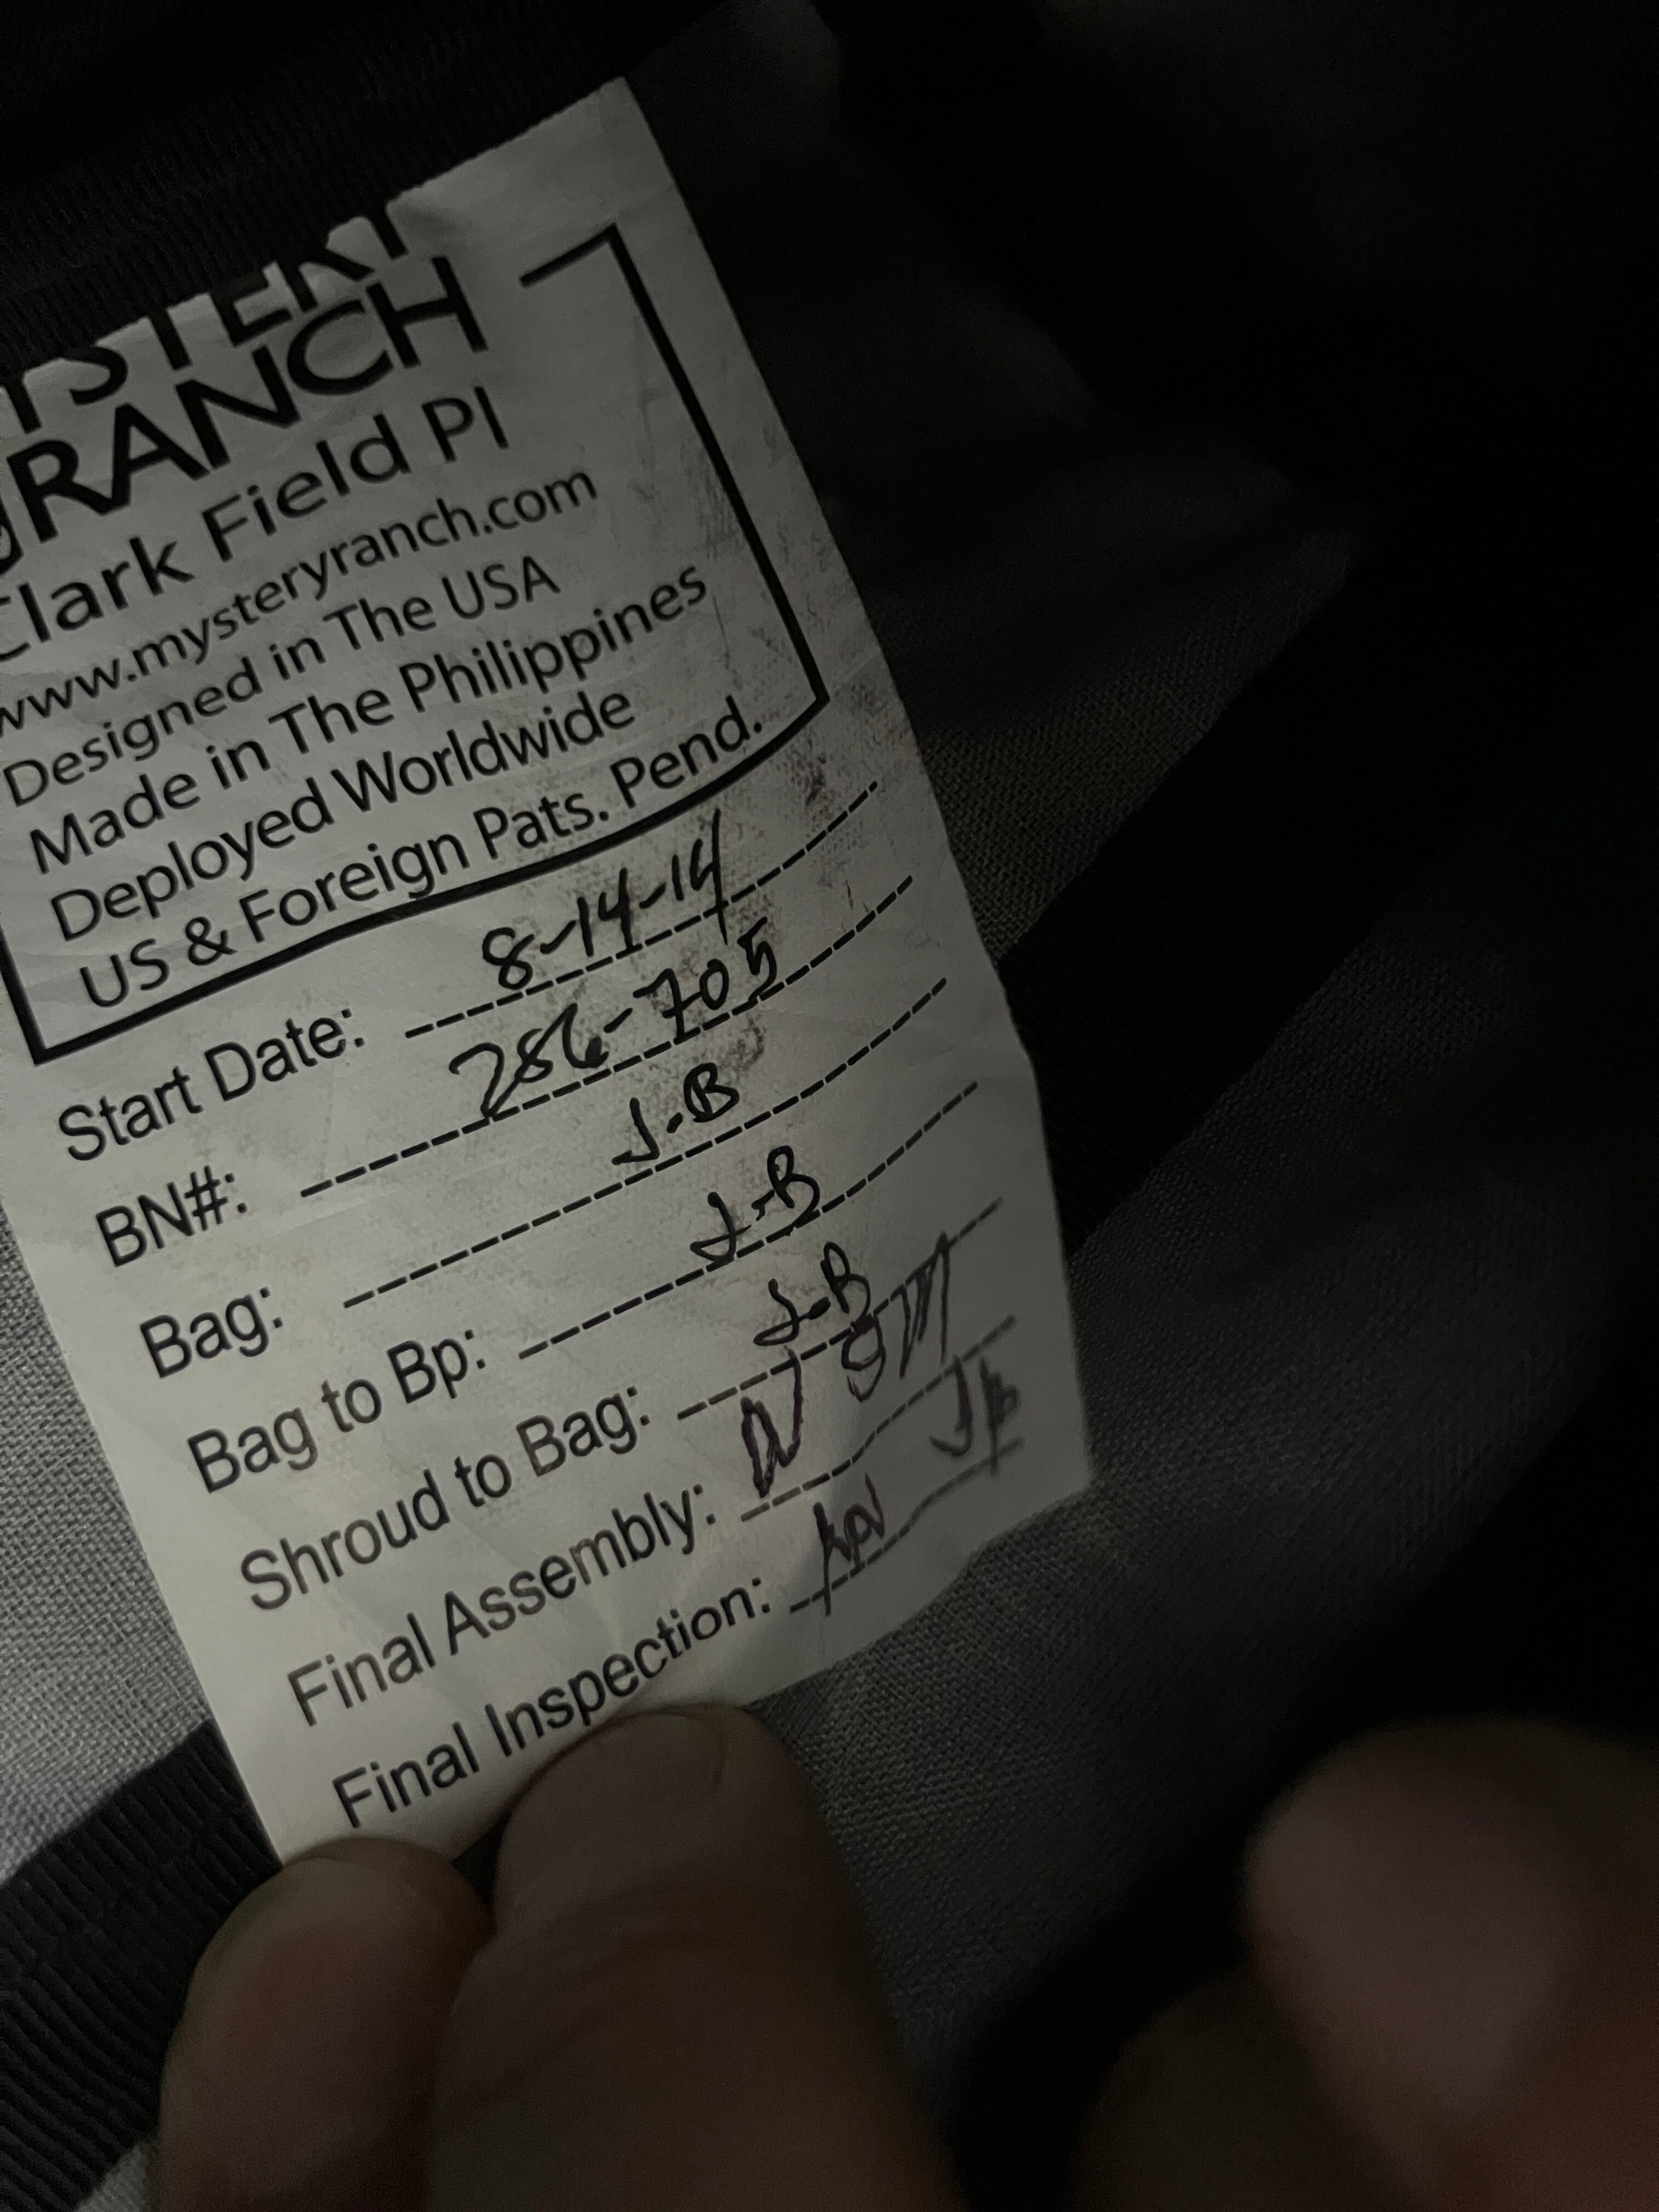 YSTERY
RANCH
Clark Field PI
www.mysteryranch.com
Designed in The USA
Made in The Philippines
Deployed Worldwide
US & Foreign Pats. Pend.
Start Date: 8-14-14
BN#: 286-705
Bag: J-B
Bag to Bp: J-B
Shroud to Bag: J-B
Final Assembly:
Final Inspection: